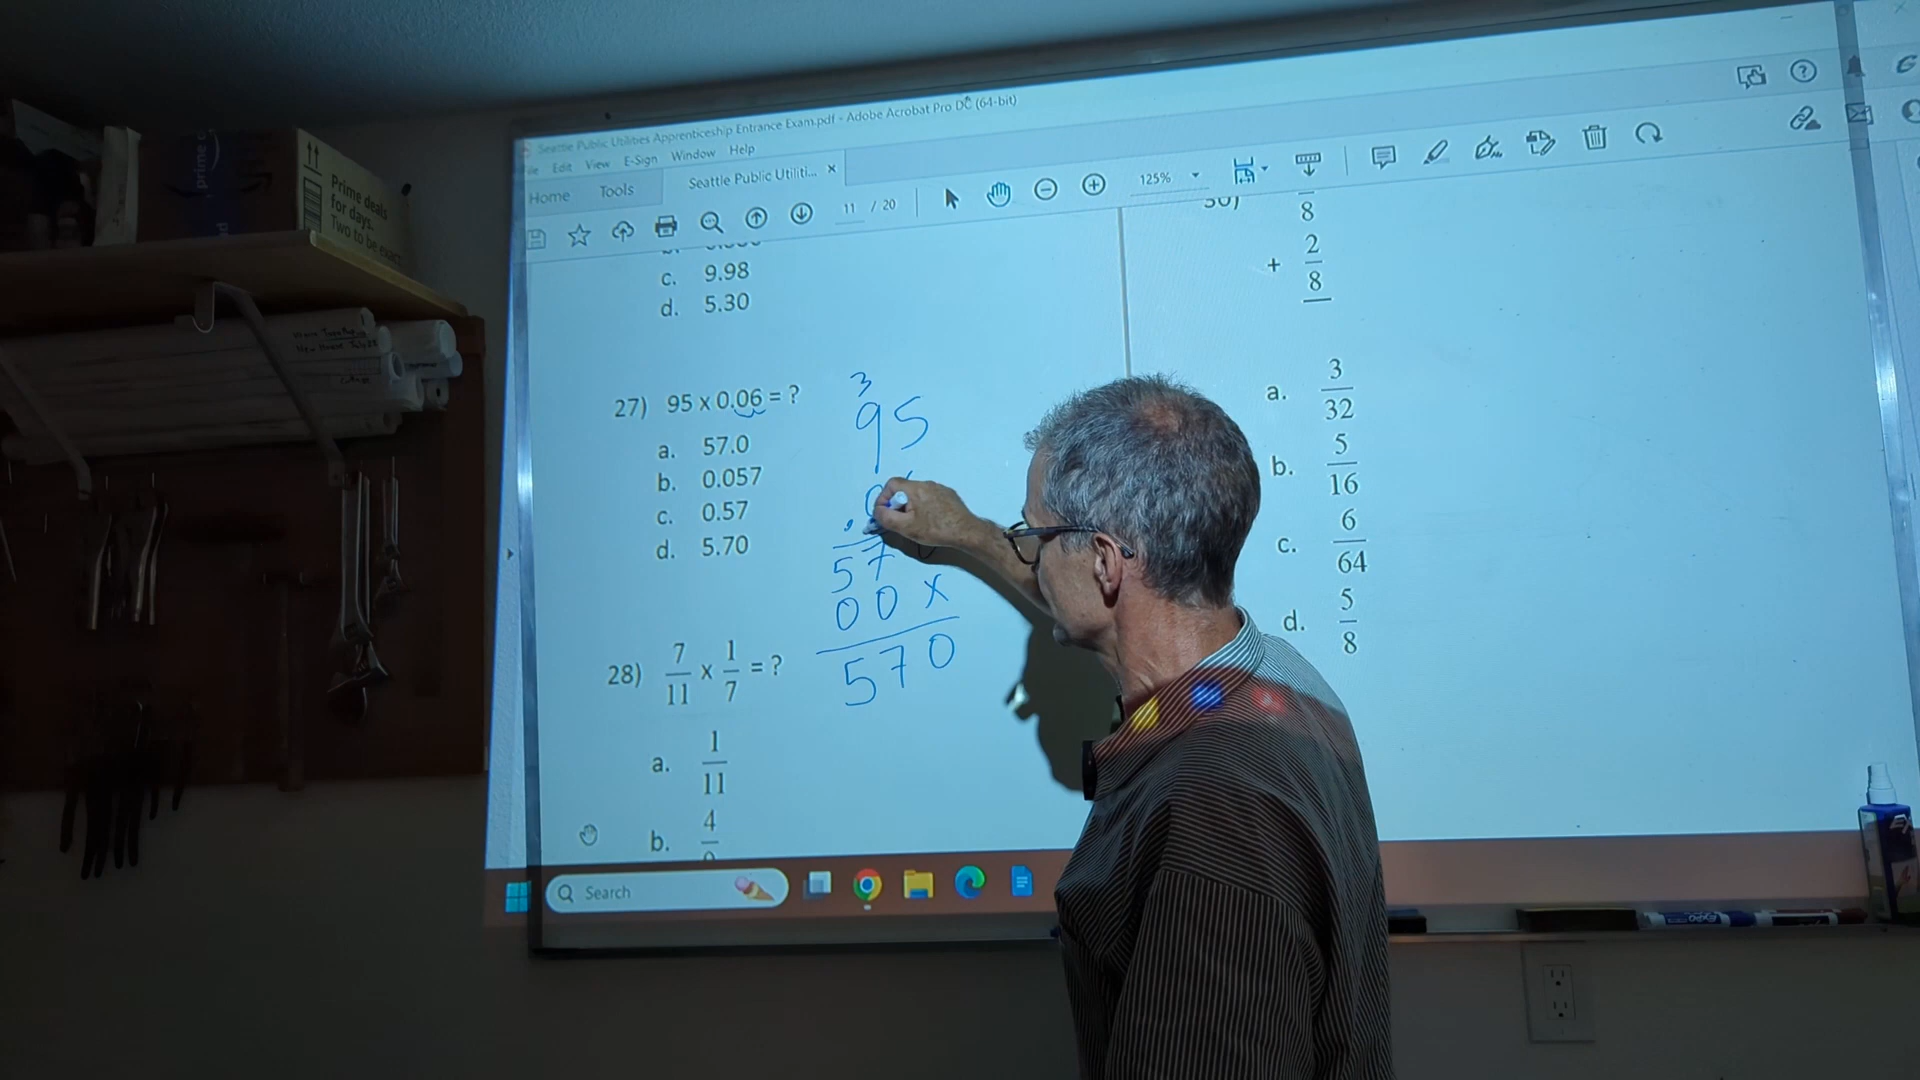 Seattle Public Utilities Apprenticeship Entrance Exam.pdf - Adobe Acrobat Pro DC (64-bit)
Edit View E-Sign Window Help
Home Tools Seattle Public Utiliti... ×
11 / 20 125%
c. 9.98
d. 5.30
27) 95 x 0.06 = ?
a. 57.0
b. 0.057
c. 0.57
d. 5.70
28) 7/11 x 1/7 = ?
a. 1/11
b. 4
3
95
.0
57
00x
570
8
+ 2/8
a. 3/32
b. 5/16
c. 6/64
d. 5/8
Search
prime
Prime deals
for days.
Two to be exact
EXPO